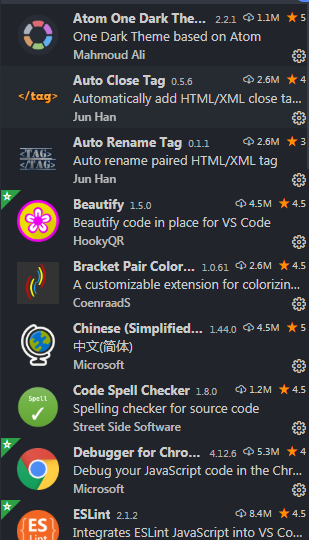 Atom One Dark The... 2.2.1 1.1M 5
One Dark Theme based on Atom
Mahmoud Ali
</tag>
Auto Close Tag 0.5.6 2.6M 4
Automatically add HTML/XML close ta...
Jun Han
<TAG>
</TAG>
Auto Rename Tag 0.1.1 2.6M 3
Auto rename paired HTML/XML tag
Jun Han
Beautify 1.5.0 4.5M 4.5
Beautify code in place for VS Code
HookyQR
Bracket Pair Color... 1.0.61 2.6M 4.5
A customizable extension for colorizin...
CoenraadS
Chinese (Simplified... 1.44.0 4.5M 5
中文(简体)
Microsoft
Spell
Code Spell Checker 1.8.0 1.2M 4.5
Spelling checker for source code
Street Side Software
Debugger for Chro... 4.12.6 5.3M 4
Debug your JavaScript code in the Chr...
Microsoft
ES
Lint
ESLint 2.1.2 8.4M 4.5
Integrates ESLint JavaScript into VS Co...